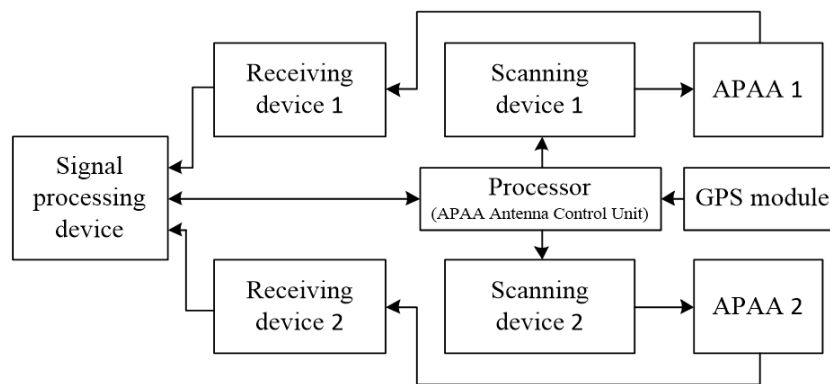 Receiving
device 1
Scanning
device 1
APAA 1
Signal
processing
device
Processor
(APAA Antenna Control Unit)
GPS module
Receiving
device 2
Scanning
device 2
APAA 2